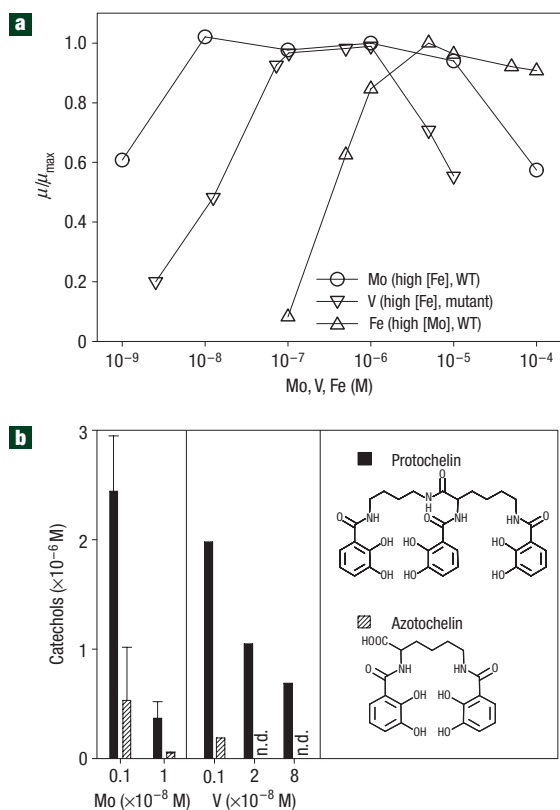 a
1.0
0.8
0.6
0.4
0.2
0
μ/μmax
Mo (high [Fe], WT)
V (high [Fe], mutant)
Fe (high [Mo], WT)
10⁻⁹ 10⁻⁸ 10⁻⁷ 10⁻⁶ 10⁻⁵ 10⁻⁴
Mo, V, Fe (M)
b
3
2
1
0
Catechols (×10⁻⁶ M)
n.d.
n.d.
0.1 1 0.1 2 8
Mo (×10⁻⁸ M) V (×10⁻⁸ M)
Protochelin
O
N
H
O
NH
O
HN
O
NH
O
OH
OH
HO
HO
HO
HO
Azotochelin
HOOC
O
NH
HN
O
OH
OH
HO
HO